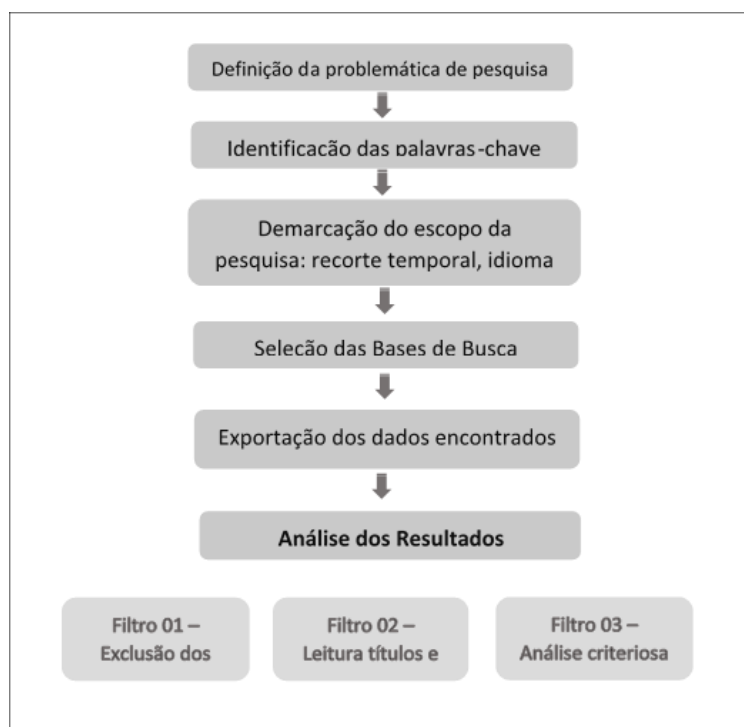 Definição da problemática de pesquisa
Identificação das palavras-chave
Demarcação do escopo da
pesquisa: recorte temporal, idioma
Seleção das Bases de Busca
Exportação dos dados encontrados
Análise dos Resultados
Filtro 01 –
Exclusão dos
Filtro 02 –
Leitura títulos e
Filtro 03 –
Análise criteriosa